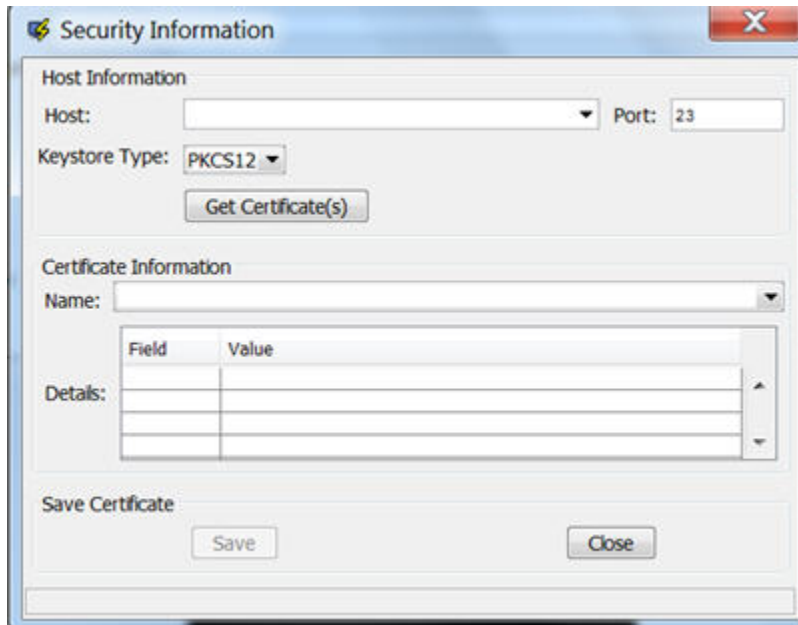 Security Information
Host Information
Host: Port: 23
Keystore Type: PKCS12
Get Certificate(s)
Certificate Information
Name:
Field Value
Details:
Save Certificate
Save Close